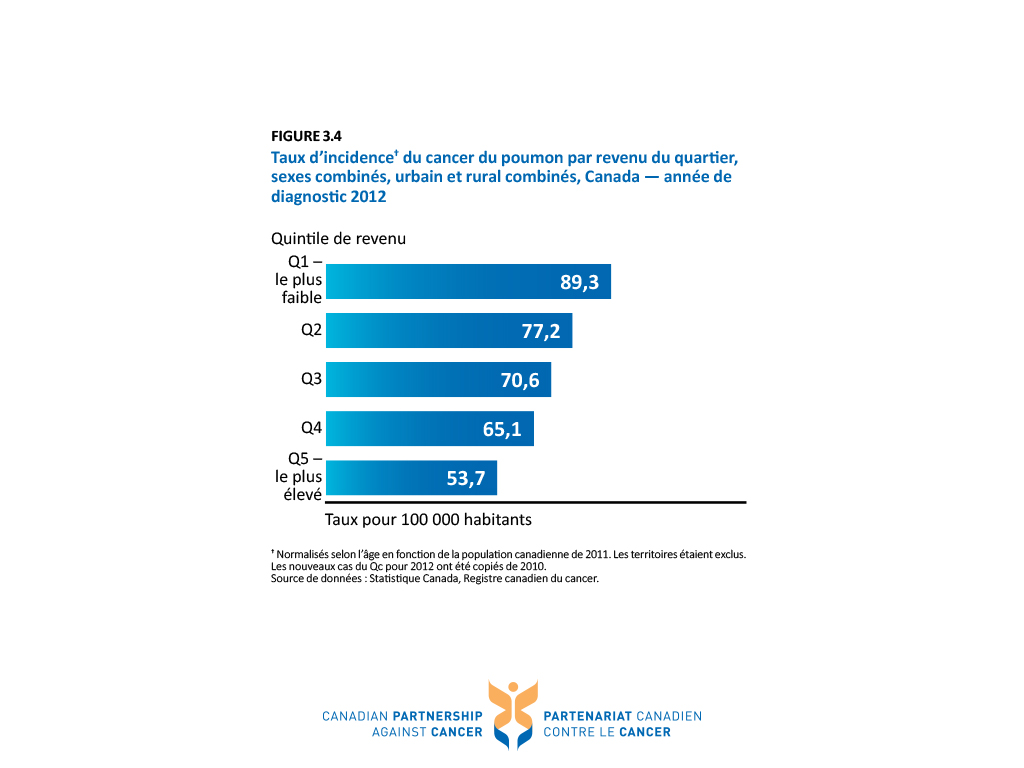 FIGURE 3.4
Taux d’incidence† du cancer du poumon par revenu du quartier,
sexes combinés, urbain et rural combinés, Canada — année de
diagnostic 2012
Quintile de revenu
Q1 –
le plus
faible
89,3
Q2
77,2
Q3
70,6
Q4
65,1
Q5 –
le plus
élevé
53,7
Taux pour 100 000 habitants
† Normalisés selon l’âge en fonction de la population canadienne de 2011. Les territoires étaient exclus.
Les nouveaux cas du Qc pour 2012 ont été copiés de 2010.
Source de données : Statistique Canada, Registre canadien du cancer.
CANADIAN PARTNERSHIP
AGAINST CANCER
PARTENARIAT CANADIEN
CONTRE LE CANCER